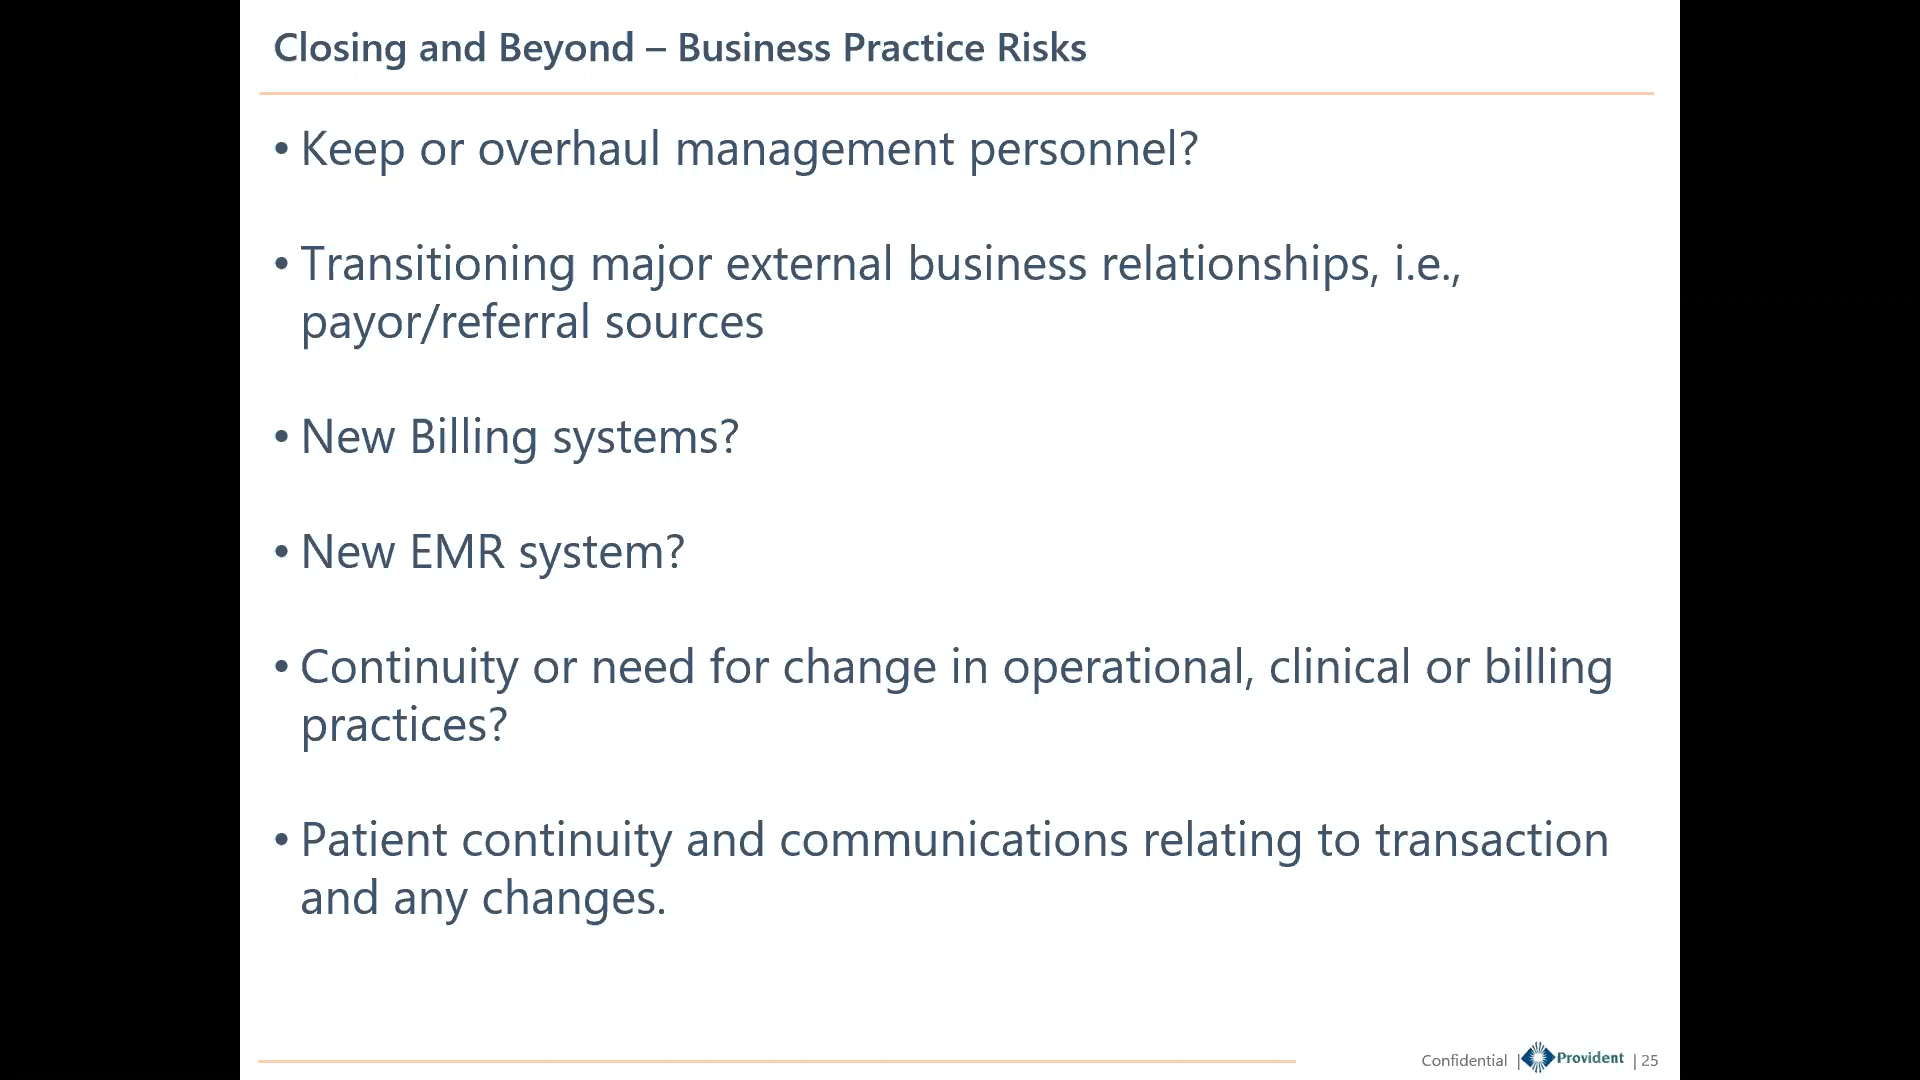 Closing and Beyond – Business Practice Risks
• Keep or overhaul management personnel?
• Transitioning major external business relationships, i.e.,
payor/referral sources
• New Billing systems?
• New EMR system?
• Continuity or need for change in operational, clinical or billing
practices?
• Patient continuity and communications relating to transaction
and any changes.
Confidential | Provident | 25